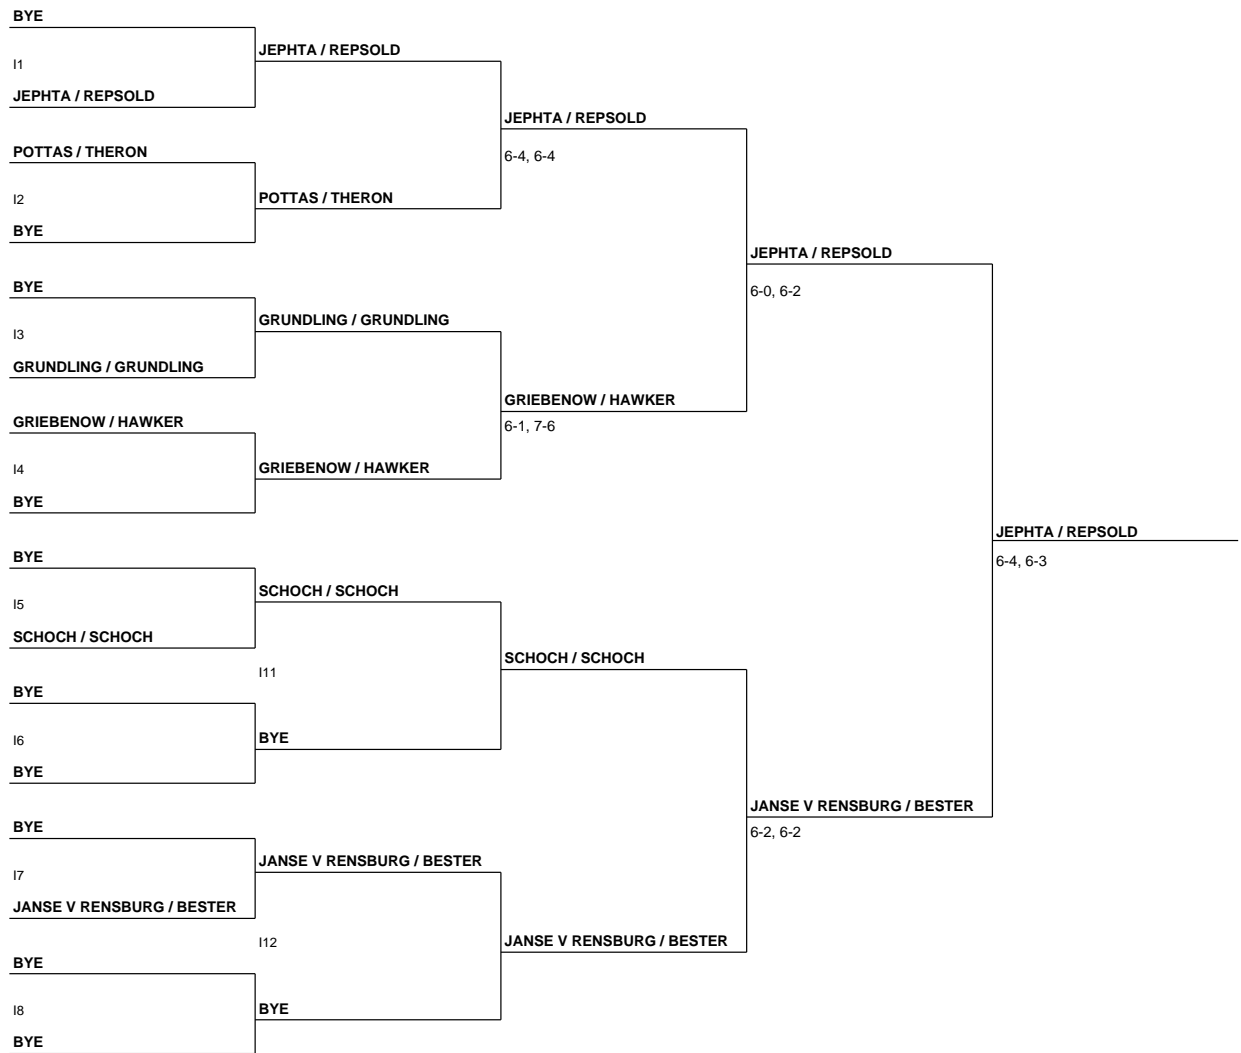 BYE
JEPHTA / REPSOLD
I1
JEPHTA / REPSOLD
JEPHTA / REPSOLD
POTTAS / THERON
6-4, 6-4
I2
POTTAS / THERON
BYE
JEPHTA / REPSOLD
BYE
6-0, 6-2
GRUNDLING / GRUNDLING
I3
GRUNDLING / GRUNDLING
GRIEBENOW / HAWKER
GRIEBENOW / HAWKER
6-1, 7-6
I4
GRIEBENOW / HAWKER
BYE
JEPHTA / REPSOLD
BYE
6-4, 6-3
SCHOCH / SCHOCH
I5
SCHOCH / SCHOCH
SCHOCH / SCHOCH
I11
BYE
I6
BYE
BYE
JANSE V RENSBURG / BESTER
BYE
6-2, 6-2
JANSE V RENSBURG / BESTER
I7
JANSE V RENSBURG / BESTER
I12
JANSE V RENSBURG / BESTER
BYE
I8
BYE
BYE